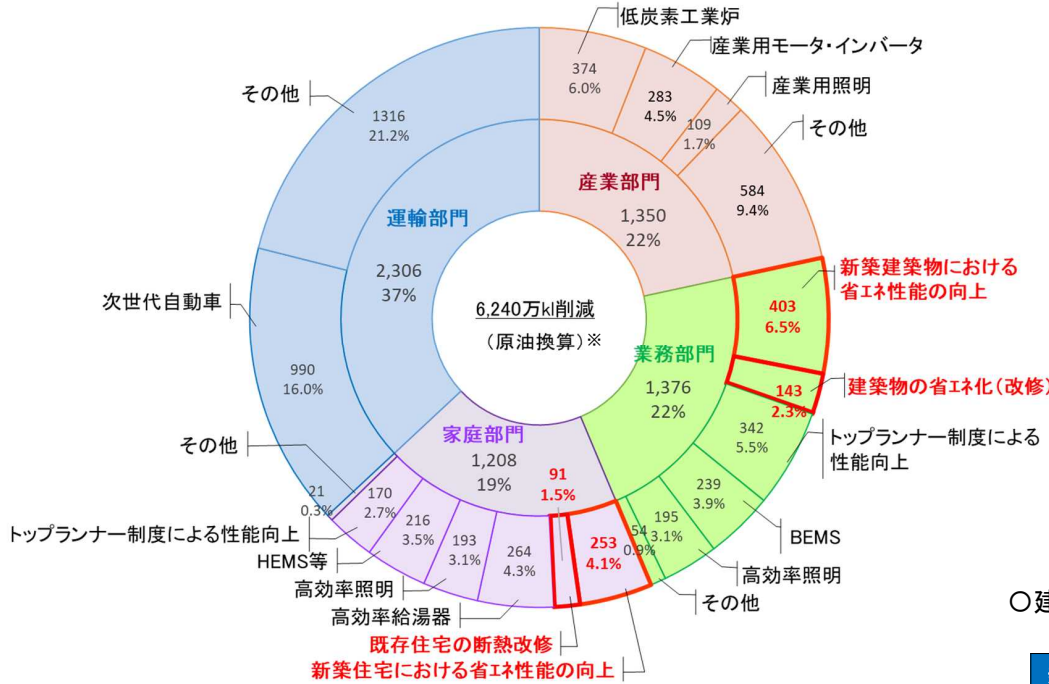 低炭素工業炉
374
6.0%
産業用モータ・インバータ
283
4.5%
産業用照明
109
1.7%
その他
584
9.4%
産業部門
1,350
22%
新築建築物における
省エネ性能の向上
403
6.5%
建築物の省エネ化(改修)
143
2.3%
業務部門
1,376
22%
トップランナー制度による
性能向上
342
5.5%
BEMS
239
3.9%
高効率照明
195
3.1%
その他
54
0.9%
新築住宅における省エネ性能の向上
253
4.1%
既存住宅の断熱改修
91
1.5%
家庭部門
1,208
19%
高効率給湯器
264
4.3%
高効率照明
193
3.1%
HEMS等
216
3.5%
トップランナー制度による性能向上
170
2.7%
その他
21
0.3%
次世代自動車
990
16.0%
その他
1316
21.2%
運輸部門
2,306
37%
6,240万kl削減
(原油換算)※
○建